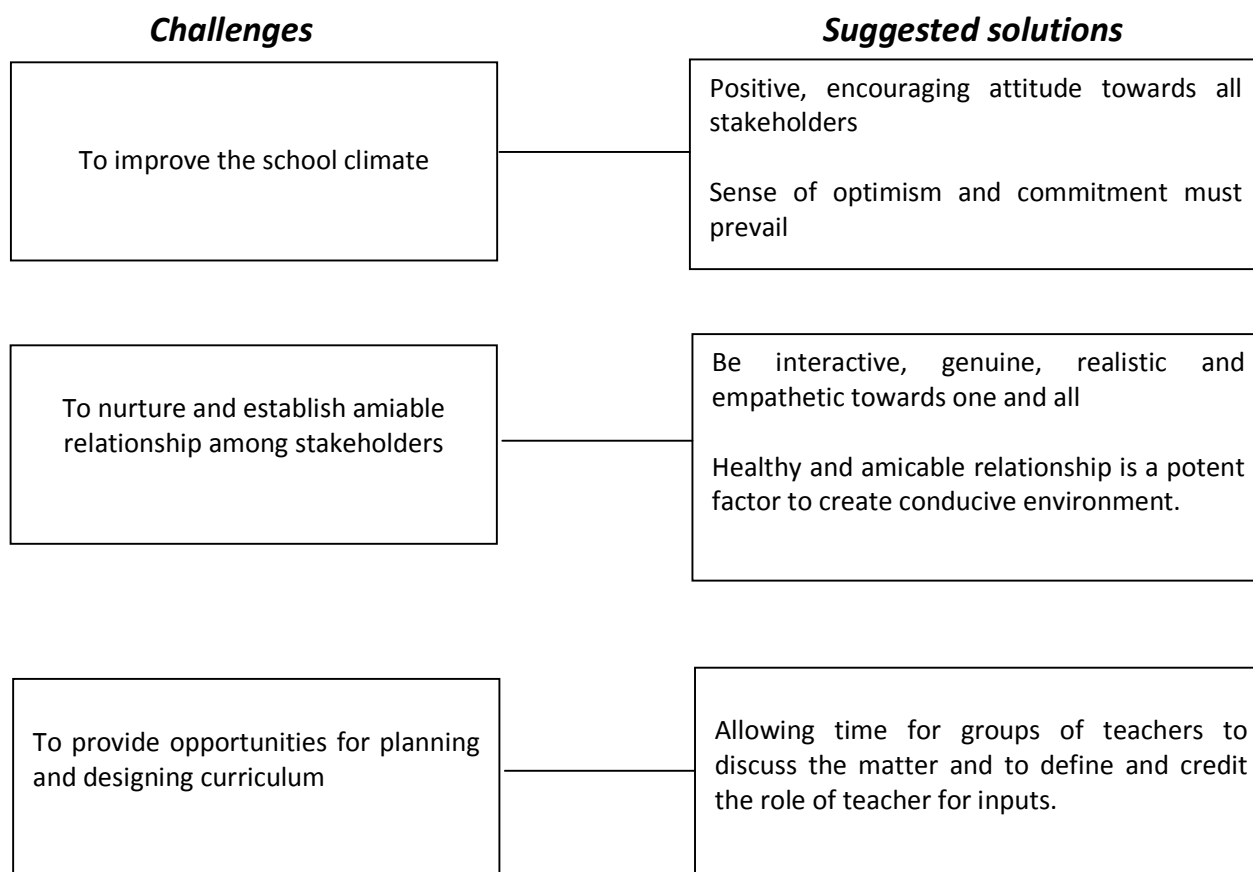 Challenges
Suggested solutions
To improve the school climate
Positive, encouraging attitude towards all
stakeholders
Sense of optimism and commitment must
prevail
To nurture and establish amiable
relationship among stakeholders
Be interactive, genuine, realistic and
empathetic towards one and all
Healthy and amicable relationship is a potent
factor to create conducive environment.
To provide opportunities for planning
and designing curriculum
Allowing time for groups of teachers to
discuss the matter and to define and credit
the role of teacher for inputs.